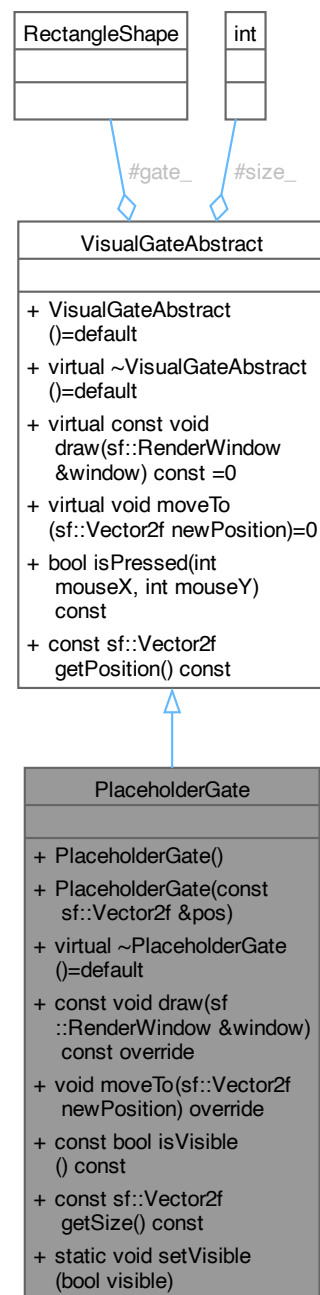 RectangleShape
int
#gate_
#size_
VisualGateAbstract
+ VisualGateAbstract
()=default
+ virtual ~VisualGateAbstract
()=default
+ virtual const void
draw(sf::RenderWindow
&window) const =0
+ virtual void moveTo
(sf::Vector2f newPosition)=0
+ bool isPressed(int
mouseX, int mouseY)
const
+ const sf::Vector2f
getPosition() const
PlaceholderGate
+ PlaceholderGate()
+ PlaceholderGate(const
sf::Vector2f &pos)
+ virtual ~PlaceholderGate
()=default
+ const void draw(sf
::RenderWindow &window)
const override
+ void moveTo(sf::Vector2f
newPosition) override
+ const bool isVisible
() const
+ const sf::Vector2f
getSize() const
+ static void setVisible
(bool visible)